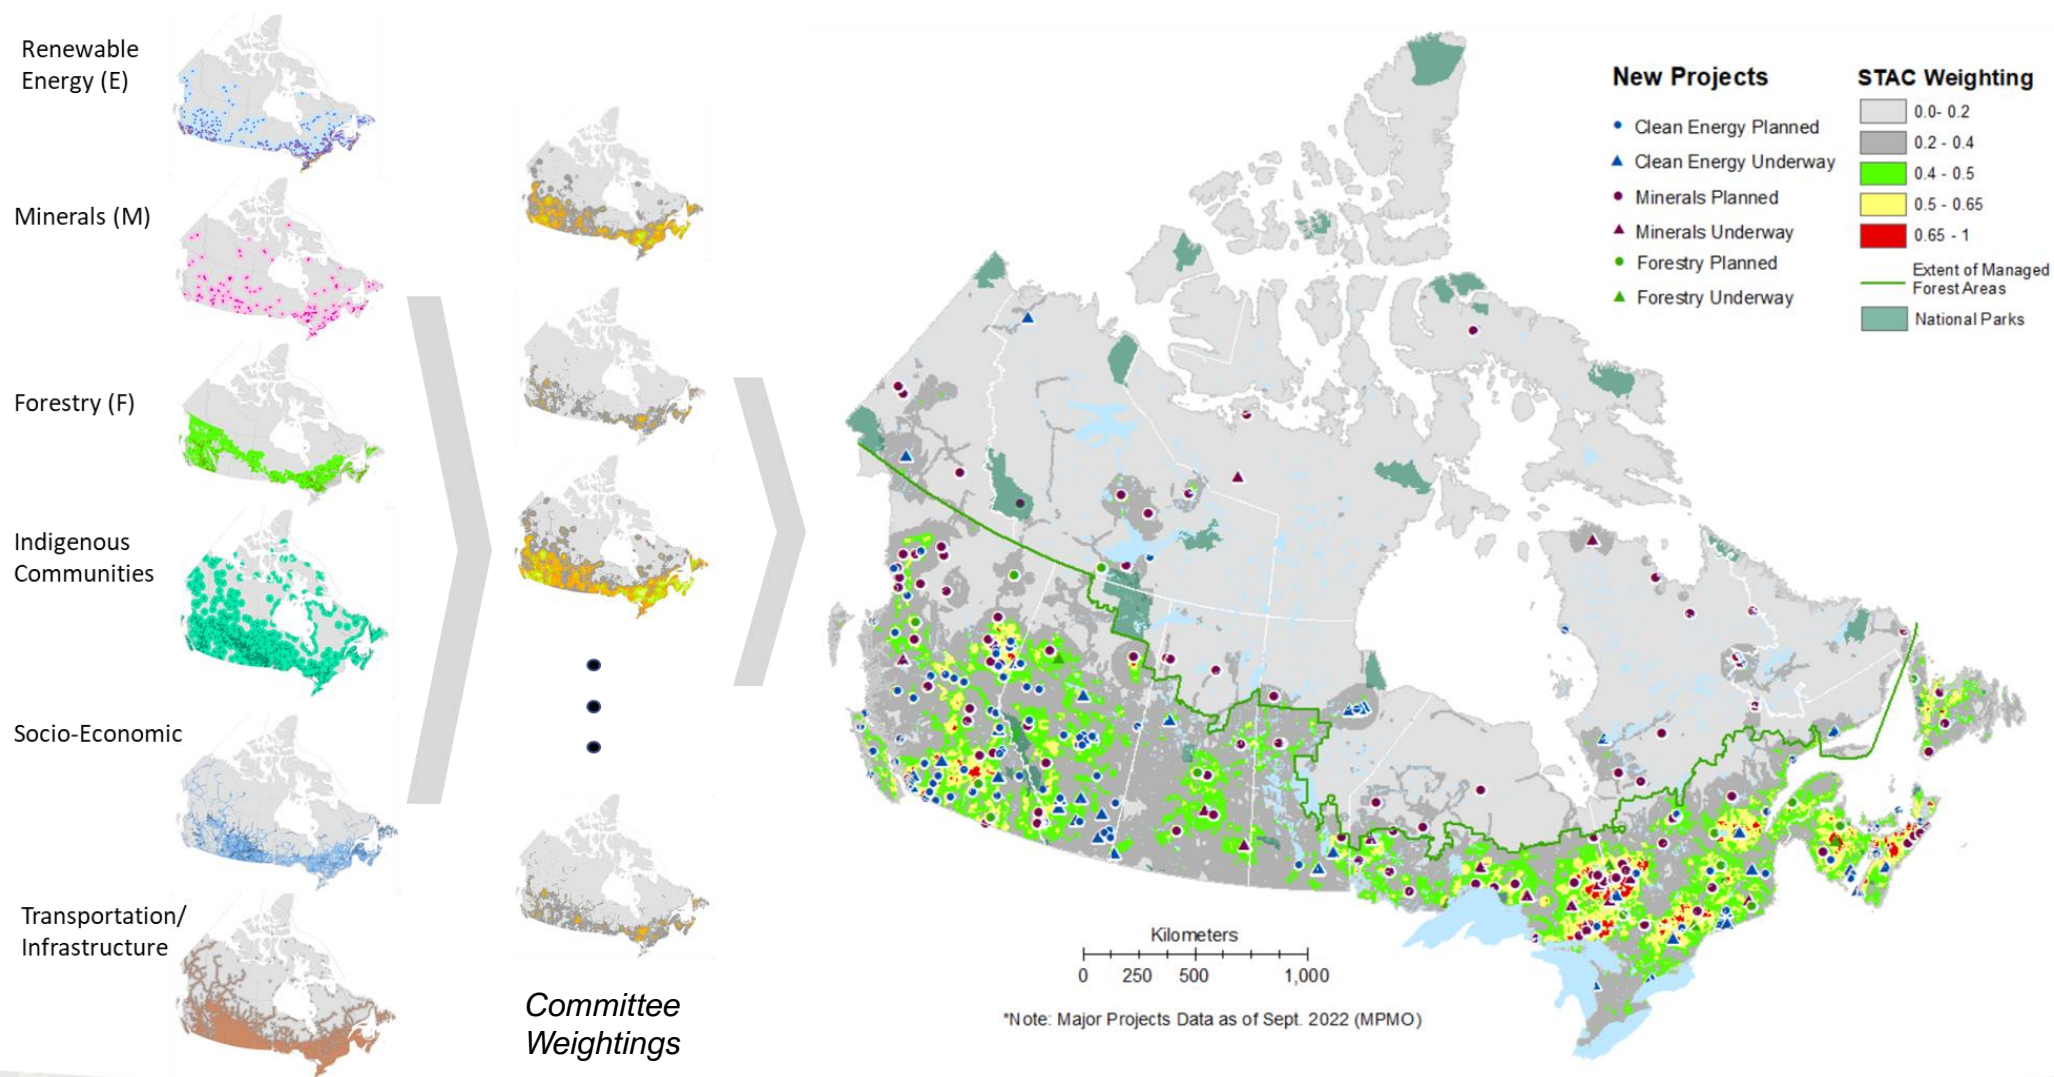 Renewable
Energy (E)
Minerals (M)
Forestry (F)
Indigenous
Communities
Socio-Economic
Transportation/
Infrastructure
Committee
Weightings
New Projects
Clean Energy Planned
Clean Energy Underway
Minerals Planned
Minerals Underway
Forestry Planned
Forestry Underway
STAC Weighting
0.0- 0.2
0.2 - 0.4
0.4 - 0.5
0.5 - 0.65
0.65 - 1
Extent of Managed
Forest Areas
National Parks
Kilometers
0 250 500 1,000
*Note: Major Projects Data as of Sept. 2022 (MPMO)